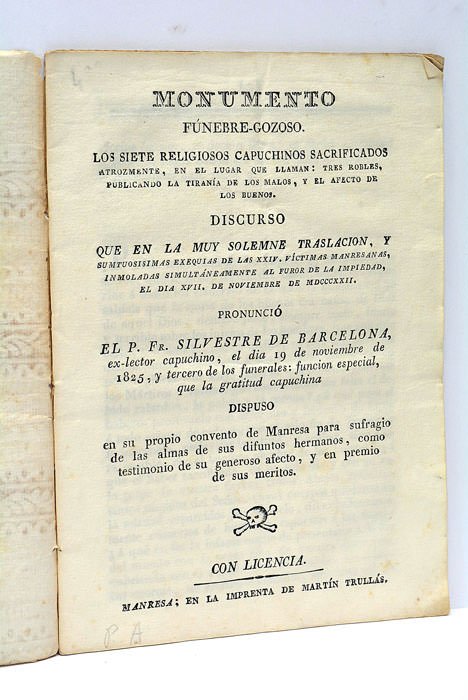 4º
MONUMENTO
FÚNEBRE-GOZOSO.
LOS SIETE RELIGIOSOS CAPUCHINOS SACRIFICADOS
ATROZMENTE, EN EL LUGAR QUE LLAMAN: TRES ROBLES,
PUBLICANDO LA TIRANÍA DE LOS MALOS, Y EL AFECTO DE
LOS BUENOS.
DISCURSO
QUE EN LA MUY SOLEMNE TRASLACION, Y
SUMTUOSISIMAS EXEQUIAS DE LAS XXIV. VÍCTIMAS MANRESANAS,
INMOLADAS SIMULTÁNEAMENTE AL FUROR DE LA IMPIEDAD,
EL DIA XVII. DE NOVIEMBRE DE MDCCCXXII.
PRONUNCIÓ
EL P. FR. SILVESTRE DE BARCELONA,
ex-lector capuchino, el dia 19 de noviembre de
1825, y tercero de los funerales: funcion especial,
que la gratitud capuchina
DISPUSO
en su propio convento de Manresa para sufragio
de las almas de sus difuntos hermanos, como
testimonio de su generoso afecto, y en premio
de sus meritos.
CON LICENCIA.
MANRESA; EN LA IMPRENTA DE MARTÍN TRULLÁS.
P A